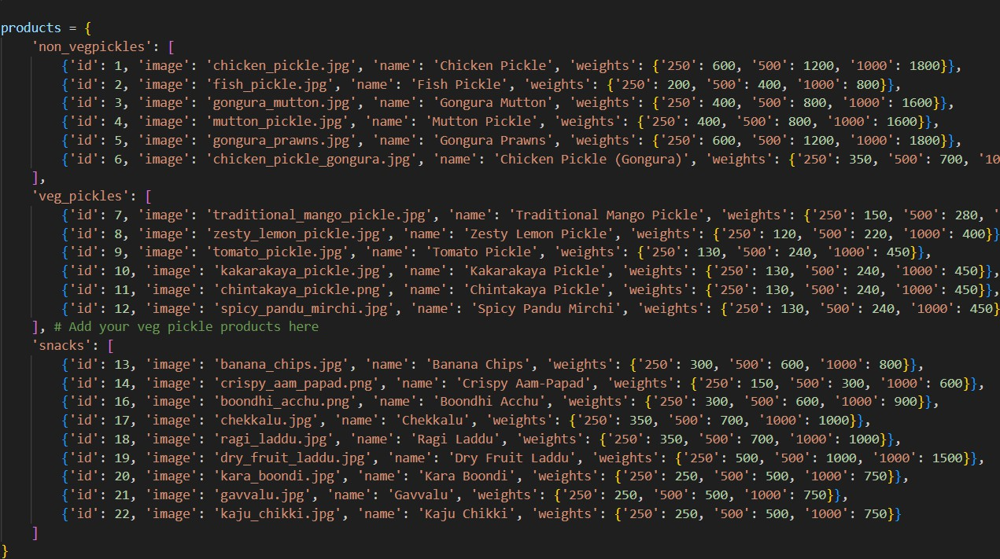 products = {
    'non_vegpickles': [
        {'id': 1, 'image': 'chicken_pickle.jpg', 'name': 'Chicken Pickle', 'weights': {'250': 600, '500': 1200, '1000': 1800}},
        {'id': 2, 'image': 'fish_pickle.jpg', 'name': 'Fish Pickle', 'weights': {'250': 200, '500': 400, '1000': 800}},
        {'id': 3, 'image': 'gongura_mutton.jpg', 'name': 'Gongura Mutton', 'weights': {'250': 400, '500': 800, '1000': 1600}},
        {'id': 4, 'image': 'mutton_pickle.jpg', 'name': 'Mutton Pickle', 'weights': {'250': 400, '500': 800, '1000': 1600}},
        {'id': 5, 'image': 'gongura_prawns.jpg', 'name': 'Gongura Prawns', 'weights': {'250': 600, '500': 1200, '1000': 1800}},
        {'id': 6, 'image': 'chicken_pickle_gongura.jpg', 'name': 'Chicken Pickle (Gongura)', 'weights': {'250': 350, '500': 700, '10
    ],
    'veg_pickles': [
        {'id': 7, 'image': 'traditional_mango_pickle.jpg', 'name': 'Traditional Mango Pickle', 'weights': {'250': 150, '500': 280, '
        {'id': 8, 'image': 'zesty_lemon_pickle.jpg', 'name': 'Zesty Lemon Pickle', 'weights': {'250': 120, '500': 220, '1000': 400}}
        {'id': 9, 'image': 'tomato_pickle.jpg', 'name': 'Tomato Pickle', 'weights': {'250': 130, '500': 240, '1000': 450}},
        {'id': 10, 'image': 'kakarakaya_pickle.jpg', 'name': 'Kakarakaya Pickle', 'weights': {'250': 130, '500': 240, '1000': 450}},
        {'id': 11, 'image': 'chintakaya_pickle.png', 'name': 'Chintakaya Pickle', 'weights': {'250': 130, '500': 240, '1000': 450}},
        {'id': 12, 'image': 'spicy_pandu_mirchi.jpg', 'name': 'Spicy Pandu Mirchi', 'weights': {'250': 130, '500': 240, '1000': 450}
    ], # Add your veg pickle products here
    'snacks': [
        {'id': 13, 'image': 'banana_chips.jpg', 'name': 'Banana Chips', 'weights': {'250': 300, '500': 600, '1000': 800}},
        {'id': 14, 'image': 'crispy_aam_papad.png', 'name': 'Crispy Aam-Papad', 'weights': {'250': 150, '500': 300, '1000': 600}},
        {'id': 16, 'image': 'boondhi_acchu.png', 'name': 'Boondhi Acchu', 'weights': {'250': 300, '500': 600, '1000': 900}},
        {'id': 17, 'image': 'chekkalu.jpg', 'name': 'Chekkalu', 'weights': {'250': 350, '500': 700, '1000': 1000}},
        {'id': 18, 'image': 'ragi_laddu.jpg', 'name': 'Ragi Laddu', 'weights': {'250': 350, '500': 700, '1000': 1000}},
        {'id': 19, 'image': 'dry_fruit_laddu.jpg', 'name': 'Dry Fruit Laddu', 'weights': {'250': 500, '500': 1000, '1000': 1500}},
        {'id': 20, 'image': 'kara_boondi.jpg', 'name': 'Kara Boondi', 'weights': {'250': 250, '500': 500, '1000': 750}},
        {'id': 21, 'image': 'gavvalu.jpg', 'name': 'Gavvalu', 'weights': {'250': 250, '500': 500, '1000': 750}},
        {'id': 22, 'image': 'kaju_chikki.jpg', 'name': 'Kaju Chikki', 'weights': {'250': 250, '500': 500, '1000': 750}}
    ]
}